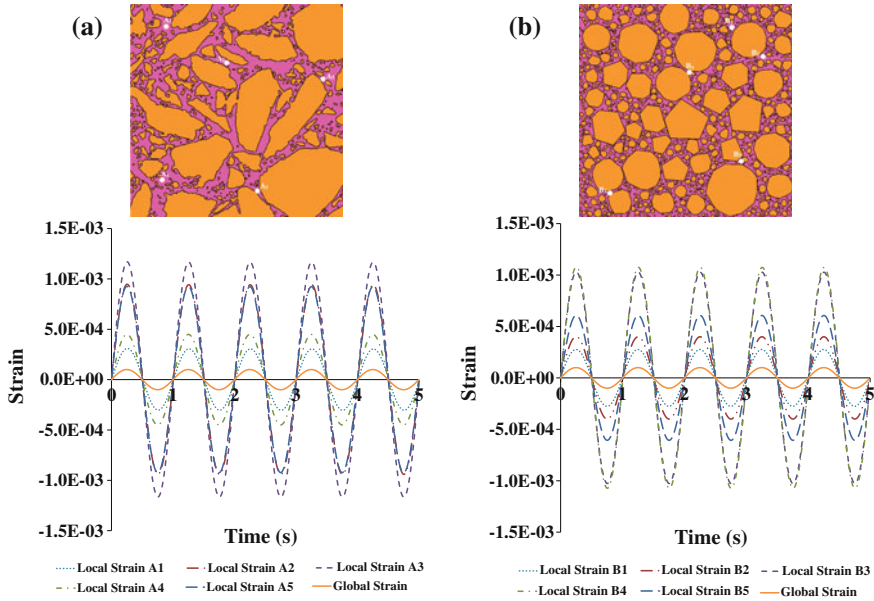 (a)
1.5E-03
1.0E-03
5.0E-04
0.0E+00
-5.0E-04
-1.0E-03
-1.5E-03
Strain
0 1 2 3 4 5
Time (s)
Local Strain A1 Local Strain A2 Local Strain A3
Local Strain A4 Local Strain A5 Global Strain
(b)
1.5E-03
1.0E-03
5.0E-04
0.0E+00
-5.0E-04
-1.0E-03
-1.5E-03
Strain
0 1 2 3 4 5
Time (s)
Local Strain B1 Local Strain B2 Local Strain B3
Local Strain B4 Local Strain B5 Global Strain